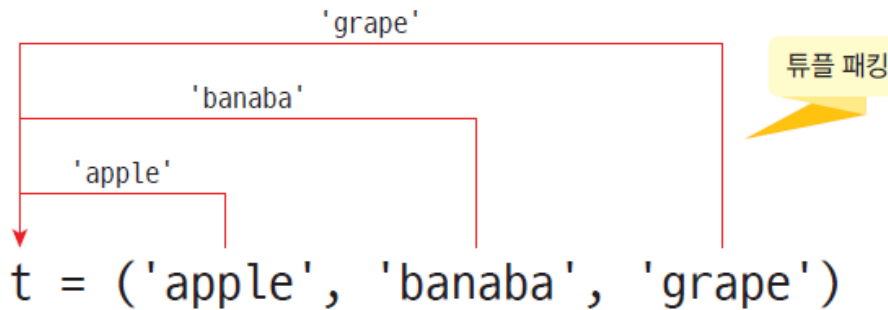 'grape'
튜플 패킹
'banaba'
'apple'
t = ('apple', 'banaba', 'grape')